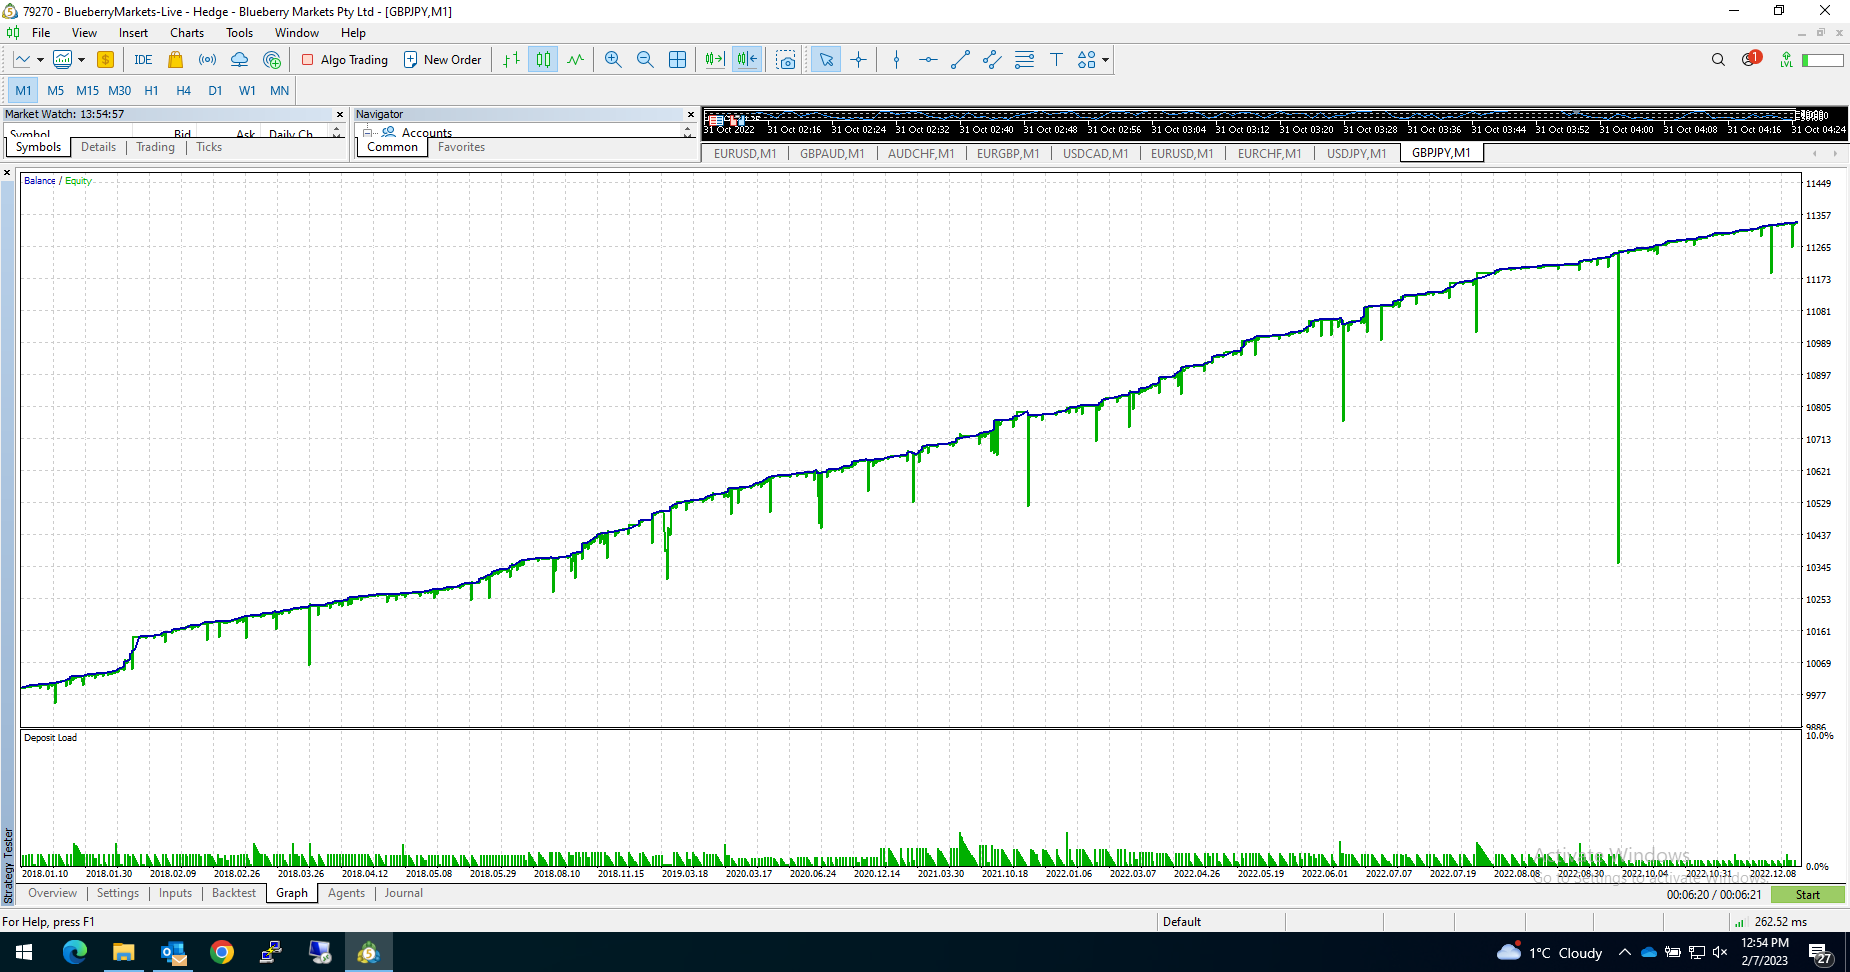 79270 - BlueberryMarkets-Live - Hedge - Blueberry Markets Pty Ltd - [GBPJPY,M1]
File View Insert Charts Tools Window Help
IDE Algo Trading New Order 1 LVL
M1 M5 M15 M30 H1 H4 D1 W1 MN
Market Watch: 13:54:57
Symbol Bid Ask Daily Ch...
Symbols Details Trading Ticks
Navigator
Accounts
Common Favorites
31 Oct 2022 31 Oct 02:16 31 Oct 02:24 31 Oct 02:32 31 Oct 02:40 31 Oct 02:48 31 Oct 02:56 31 Oct 03:04 31 Oct 03:12 31 Oct 03:20 31 Oct 03:28 31 Oct 03:36 31 Oct 03:44 31 Oct 03:52 31 Oct 04:00 31 Oct 04:08 31 Oct 04:16 31 Oct 04:24
EURUSD,M1 GBPAUD,M1 AUDCHF,M1 EURGBP,M1 USDCAD,M1 EURUSD,M1 EURCHF,M1 USDJPY,M1 GBPJPY,M1
Balance / Equity
11449
11357
11265
11173
11081
10989
10897
10805
10713
10621
10529
10437
10345
10253
10161
10069
9977
9886
Deposit Load
10.0%
0.0%
2018.01.10 2018.01.30 2018.02.09 2018.02.26 2018.03.26 2018.04.12 2018.05.08 2018.05.29 2018.08.10 2018.11.15 2019.03.18 2020.03.17 2020.06.24 2020.12.14 2021.03.30 2021.10.18 2022.01.06 2022.03.07 2022.04.26 2022.05.19 2022.06.01 2022.07.07 2022.07.19 2022.08.08 2022.08.30 2022.10.04 2022.10.31 2022.12.08
Activate Windows
Go to Settings to activate Windows.
Strategy Tester
Overview Settings Inputs Backtest Graph Agents Journal
00:06:20 / 00:06:21 Start
For Help, press F1 Default 262.52 ms
1°C Cloudy
12:54 PM
2/7/2023
27